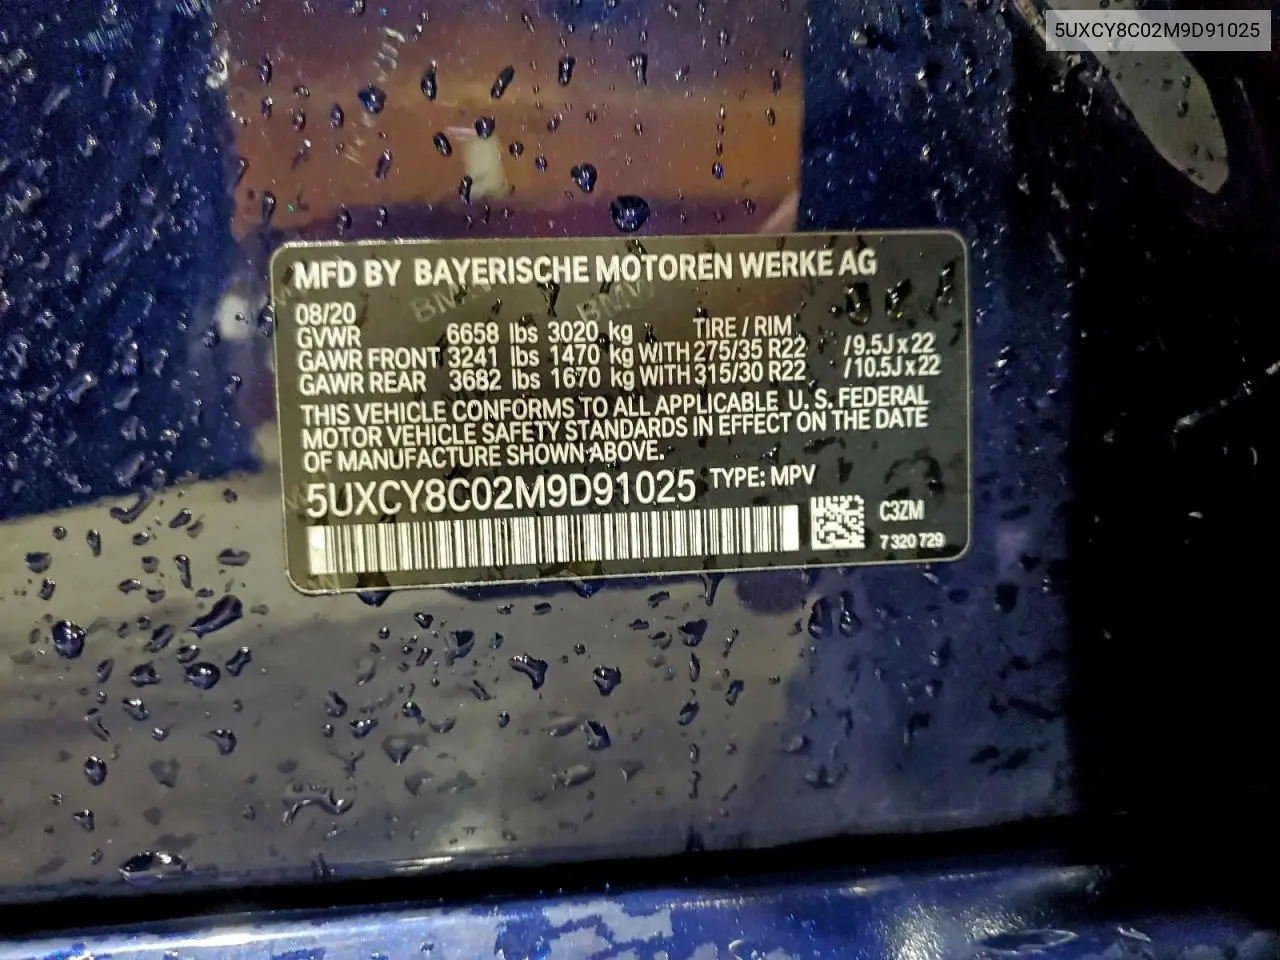 5UXCY8C02M9D91025
MFD BY BAYERISCHE MOTOREN WERKE AG
08/20
GVWR 6658 lbs 3020 kg TIRE / RIM
GAWR FRONT 3241 lbs 1470 kg WITH 275/35 R22 /9.5J x 22
GAWR REAR 3682 lbs 1670 kg WITH 315/30 R22 /10.5J x 22
THIS VEHICLE CONFORMS TO ALL APPLICABLE U. S. FEDERAL
MOTOR VEHICLE SAFETY STANDARDS IN EFFECT ON THE DATE
OF MANUFACTURE SHOWN ABOVE.
5UXCY8C02M9D91025 TYPE: MPV
C3ZM
7 320 729